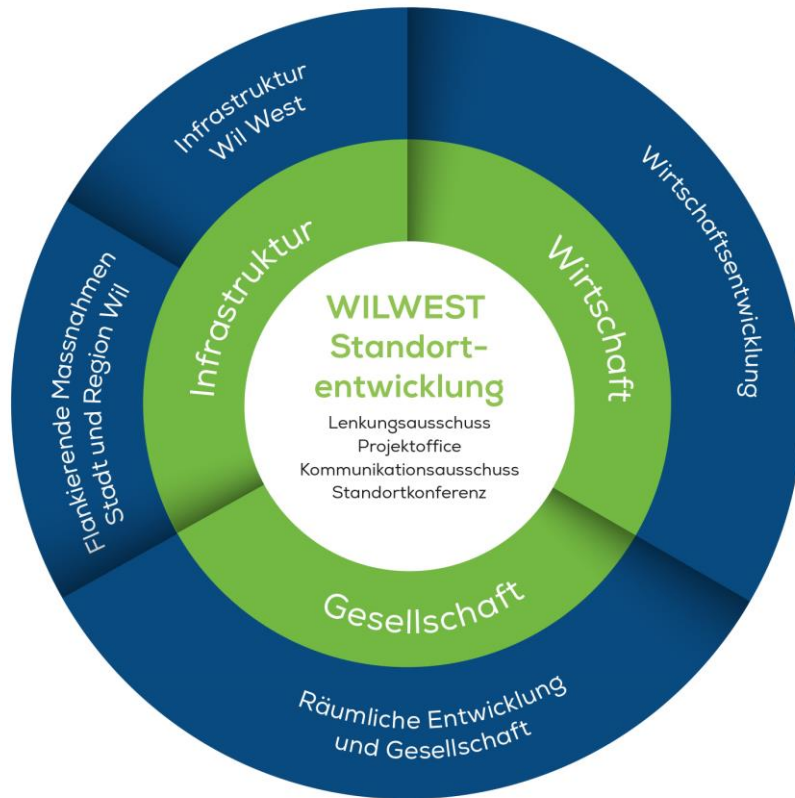 WILWEST
Standort-
entwicklung
Lenkungsausschuss
Projektoffice
Kommunikationsausschuss
Standortkonferenz
Infrastruktur
Wirtschaft
Gesellschaft
Infrastruktur
Wil West
Wirtschaftsentwicklung
Räumliche Entwicklung
und Gesellschaft
Flankierende Massnahmen
Stadt und Region Wil